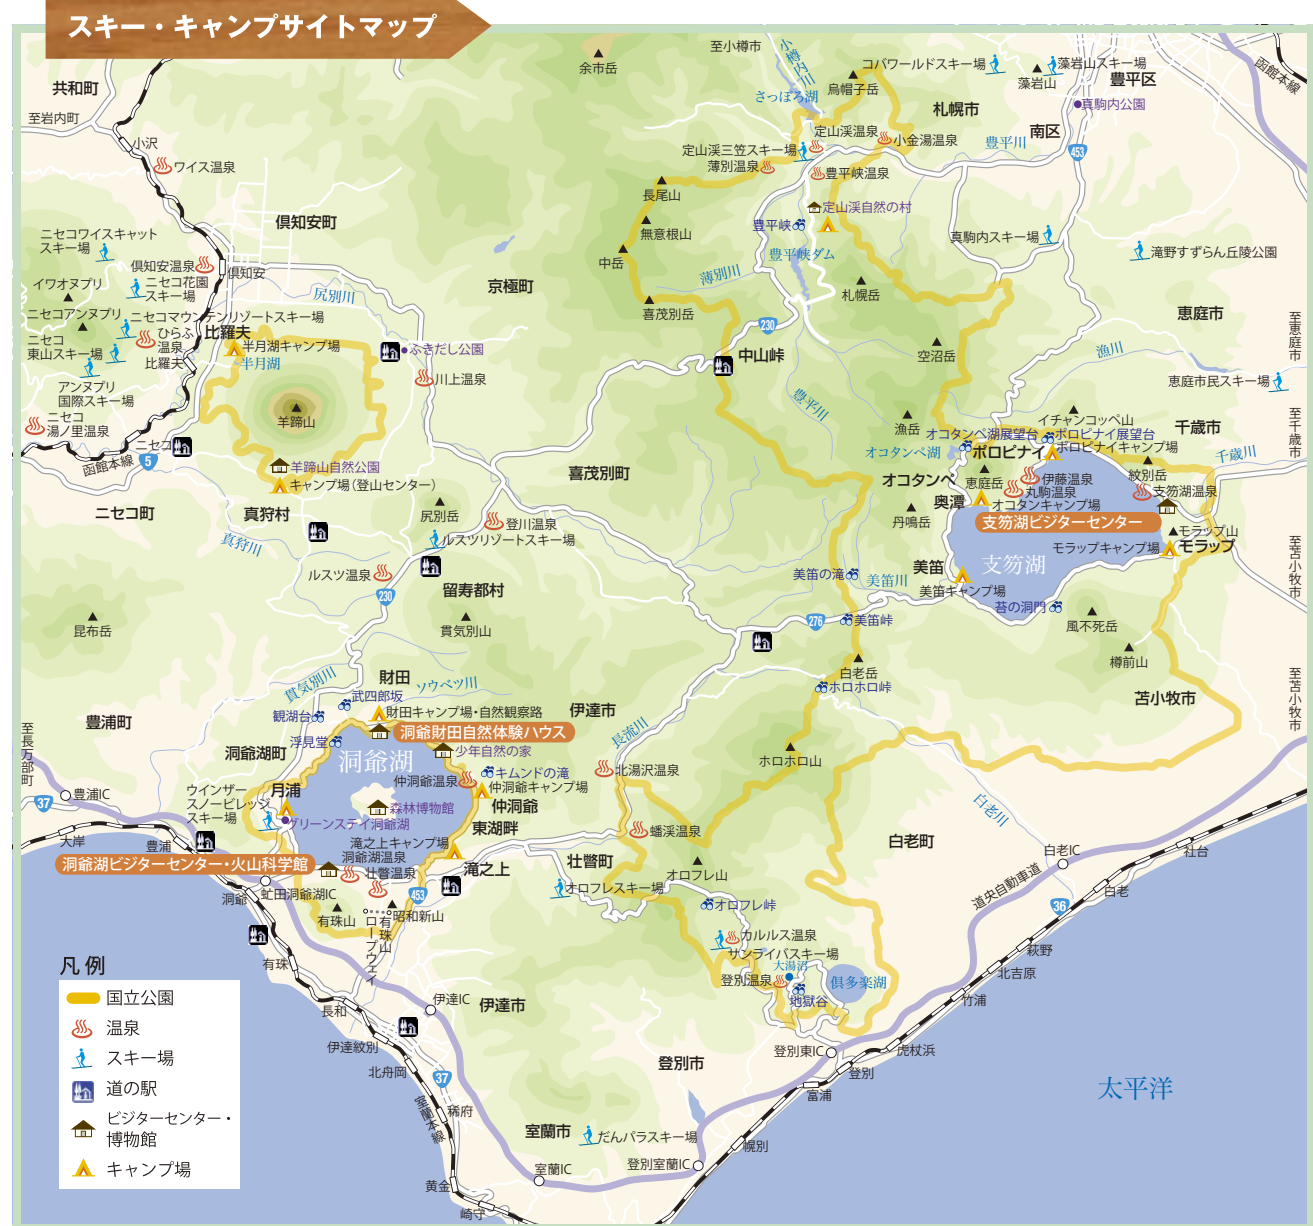 スキー・キャンプサイトマップ
共和町
至岩内町
小沢
ワイス温泉
倶知安町
ニセコワイスキャット
スキー場
倶知安温泉
倶知安
ニセコ花園
スキー場
イワオヌプリ
ニセコアンヌプリ
ニセコマウンテンリゾートスキー場
ひらふ
温泉
比羅夫
比羅夫
ニセコ
東山スキー場
アンヌプリ
国際スキー場
ニセコ
湯ノ里温泉
ニセコ
函館本線
5
半月湖キャンプ場
半月湖
尻別川
ふきだし公園
川上温泉
羊蹄山
羊蹄山自然公園
キャンプ場(登山センター)
ニセコ町
真狩村
真狩川
京極町
余市岳
至小樽市
小樽内川
さっぽろ湖
コバワールドスキー場
烏帽子岳
藻岩山スキー場
藻岩山
豊平区
函館本線
真駒内公園
札幌市
南区
豊平川
453
定山渓温泉
小金湯温泉
定山渓三笠スキー場
薄別温泉
豊平峡温泉
定山渓自然の村
豊平峡
豊平峡ダム
長尾山
無意根山
中岳
薄別川
喜茂別岳
札幌岳
230
中山峠
空沼岳
真駒内スキー場
滝野すずらん丘陵公園
恵庭市
至恵庭市
漁川
恵庭市民スキー場
至千歳市
千歳市
千歳川
豊平川
漁岳
イチャンコッペ山
オコタンペ湖展望台
ポロピナイ展望台
オコタンペ湖
ポロピナイ
ポロピナイキャンプ場
オコタンペ
恵庭岳
伊藤温泉
丸駒温泉
紋別岳
支笏湖温泉
奥潭
オコタンキャンプ場
支笏湖ビジターセンター
丹鳴岳
支笏湖
モラップ山
モラップキャンプ場
モラップ
至苫小牧市
美笛
美笛キャンプ場
美笛川
美笛の滝
苔の洞門
風不死岳
樽前山
276
美笛峠
苫小牧市
至苫小牧市
喜茂別町
尻別岳
登川温泉
ルスツリゾートスキー場
ルスツ温泉
230
留寿都村
貫気別山
昆布岳
白老岳
ホロホロ峠
ホロホロ山
財田
ソウベツ川
貫気別川
武四郎坂
観湖台
財田キャンプ場・自然観察路
伊達市
洞爺財田自然体験ハウス
豊浦町
至長万部町
洞爺湖町
浮見堂
洞爺湖
少年自然の家
長流川
仲洞爺温泉
キムンドの滝
仲洞爺キャンプ場
北湯沢温泉
ウインザー
スノービレッジ
スキー場
月浦
森林博物館
仲洞爺
グリーンステイ洞爺湖
東湖畔
蟠渓温泉
37
豊浦IC
大岸
豊浦
滝之上キャンプ場
洞爺湖温泉
洞爺湖ビジターセンター・火山科学館
壮瞥温泉
滝之上
壮瞥町
オロフレスキー場
オロフレ山
白老町
白老川
白老IC
社台
道央自動車道
白老
洞爺
虻田洞爺湖IC
453
有珠山
昭和新山
有珠山
ロープウェイ
オロフレ峠
カルルス温泉
サンライバスキー場
大湯沼
登別温泉
地獄谷
倶多楽湖
36
萩野
北吉原
竹浦
有珠
凡例
国立公園
温泉
スキー場
道の駅
ビジターセンター・
博物館
キャンプ場
長和
伊達IC
伊達市
伊達紋別
北舟岡
37
稀府
室蘭本線
黄金
崎守
室蘭市
だんパラスキー場
室蘭IC
登別室蘭IC
登別市
登別東IC
虎杖浜
登別
富浦
幌別
太平洋